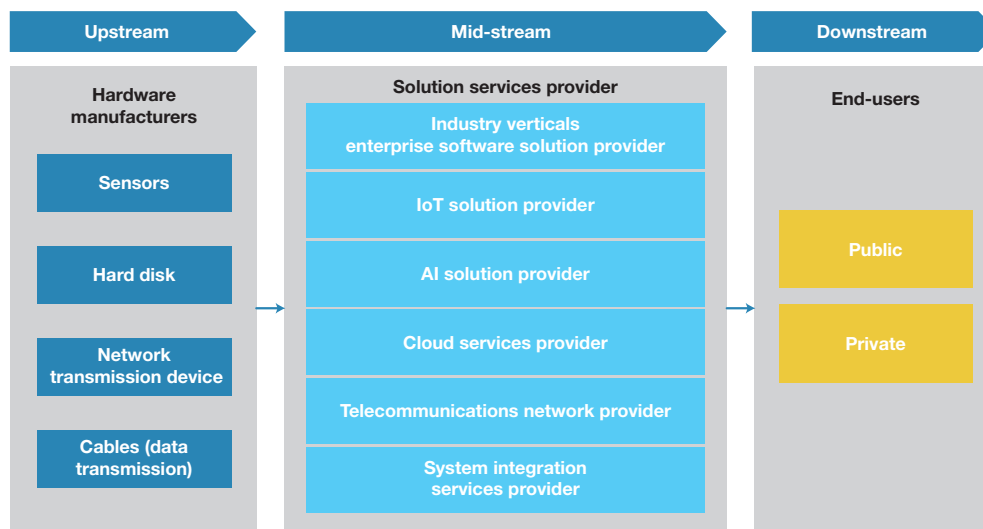 Upstream
Mid-stream
Downstream
Hardware
manufacturers
Sensors
Hard disk
Network
transmission device
Cables (data
transmission)
Solution services provider
Industry verticals
enterprise software solution provider
IoT solution provider
AI solution provider
Cloud services provider
Telecommunications network provider
System integration
services provider
End-users
Public
Private